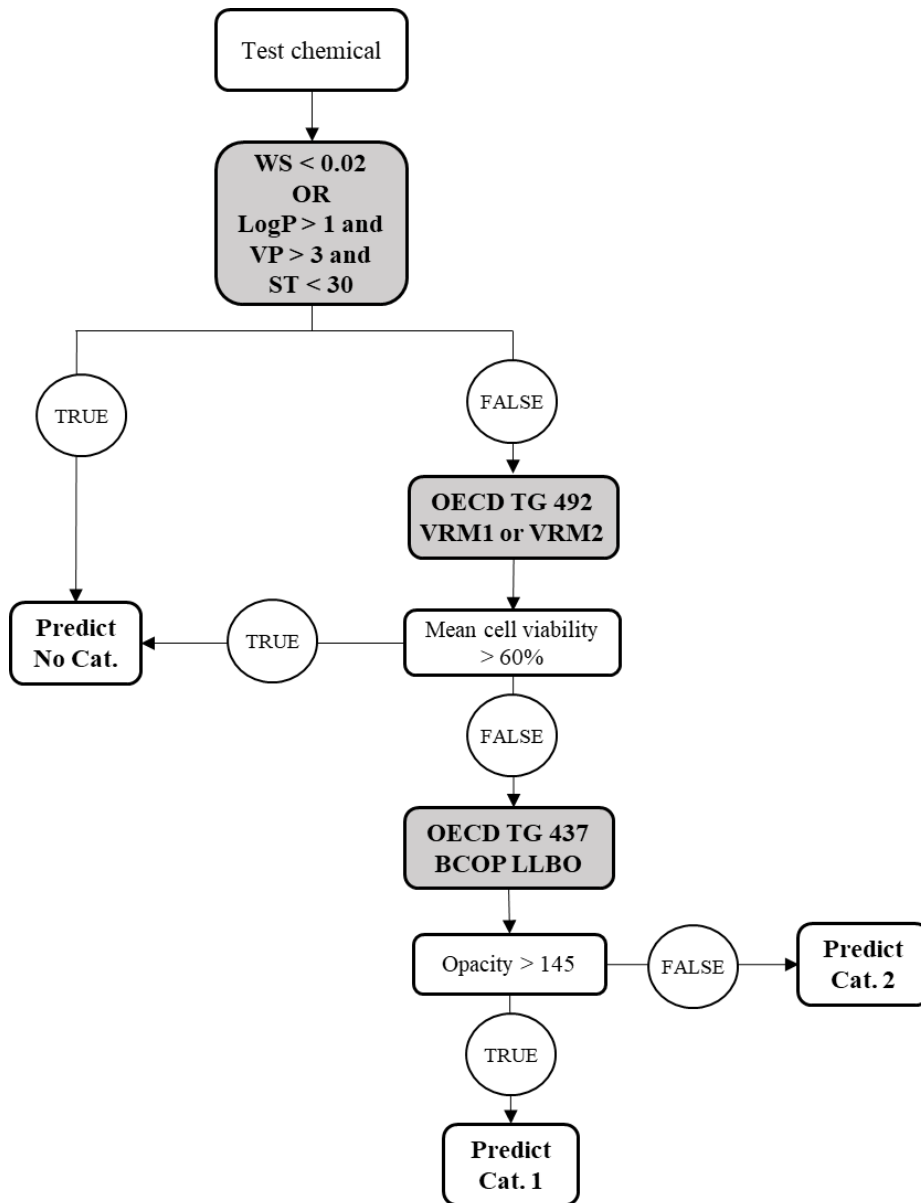 Test chemical
WS < 0.02
OR
LogP > 1 and
VP > 3 and
ST < 30
TRUE
FALSE
OECD TG 492
VRM1 or VRM2
Predict
No Cat.
TRUE
Mean cell viability
> 60%
FALSE
OECD TG 437
BCOP LLBO
Opacity > 145
FALSE
Predict
Cat. 2
TRUE
Predict
Cat. 1